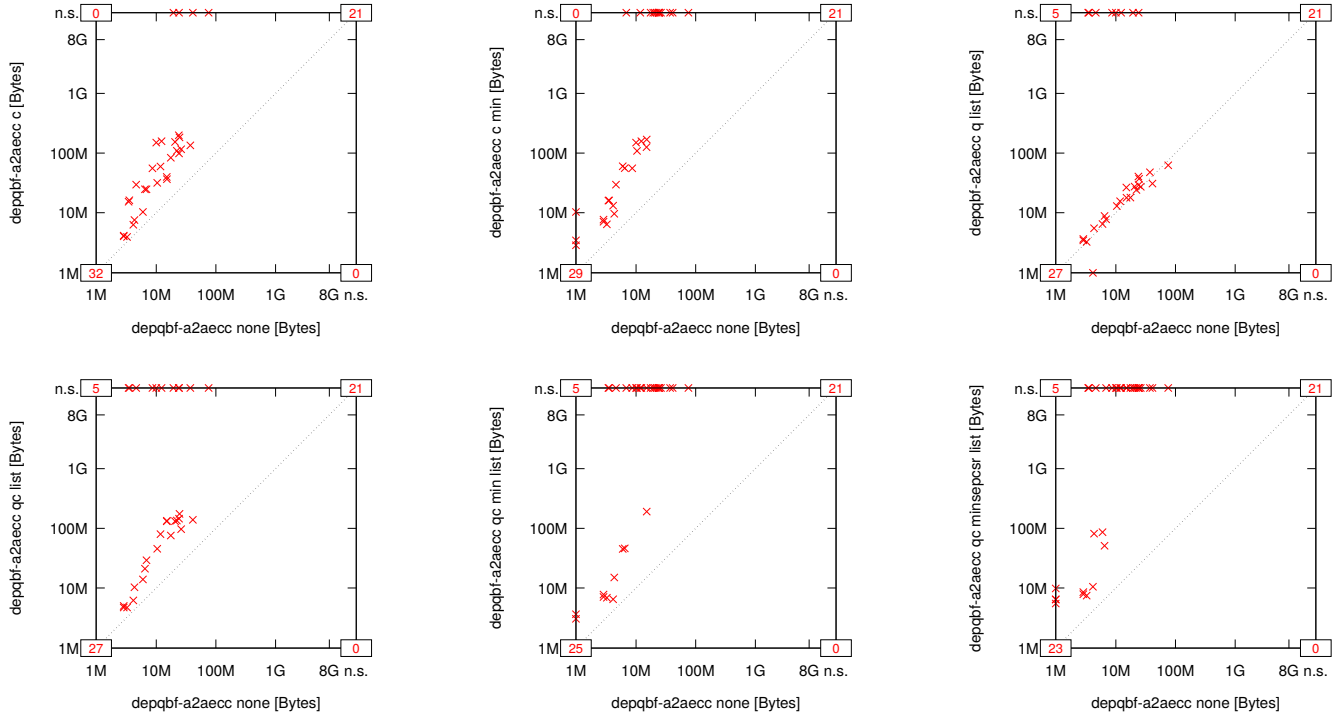 n.s. 0 21
8G
1G
100M
10M
1M 32 0
1M 10M 100M 1G 8G n.s.
depqbf-a2aecc c [Bytes]
depqbf-a2aecc none [Bytes]
n.s. 0 21
8G
1G
100M
10M
1M 29 0
1M 10M 100M 1G 8G n.s.
depqbf-a2aecc c min [Bytes]
depqbf-a2aecc none [Bytes]
n.s. 5 21
8G
1G
100M
10M
1M 27 0
1M 10M 100M 1G 8G n.s.
depqbf-a2aecc q list [Bytes]
depqbf-a2aecc none [Bytes]
n.s. 5 21
8G
1G
100M
10M
1M 27 0
1M 10M 100M 1G 8G n.s.
depqbf-a2aecc qc list [Bytes]
depqbf-a2aecc none [Bytes]
n.s. 5 21
8G
1G
100M
10M
1M 25 0
1M 10M 100M 1G 8G n.s.
depqbf-a2aecc qc min list [Bytes]
depqbf-a2aecc none [Bytes]
n.s. 5 21
8G
1G
100M
10M
1M 23 0
1M 10M 100M 1G 8G n.s.
depqbf-a2aecc qc minsepcsr list [Bytes]
depqbf-a2aecc none [Bytes]